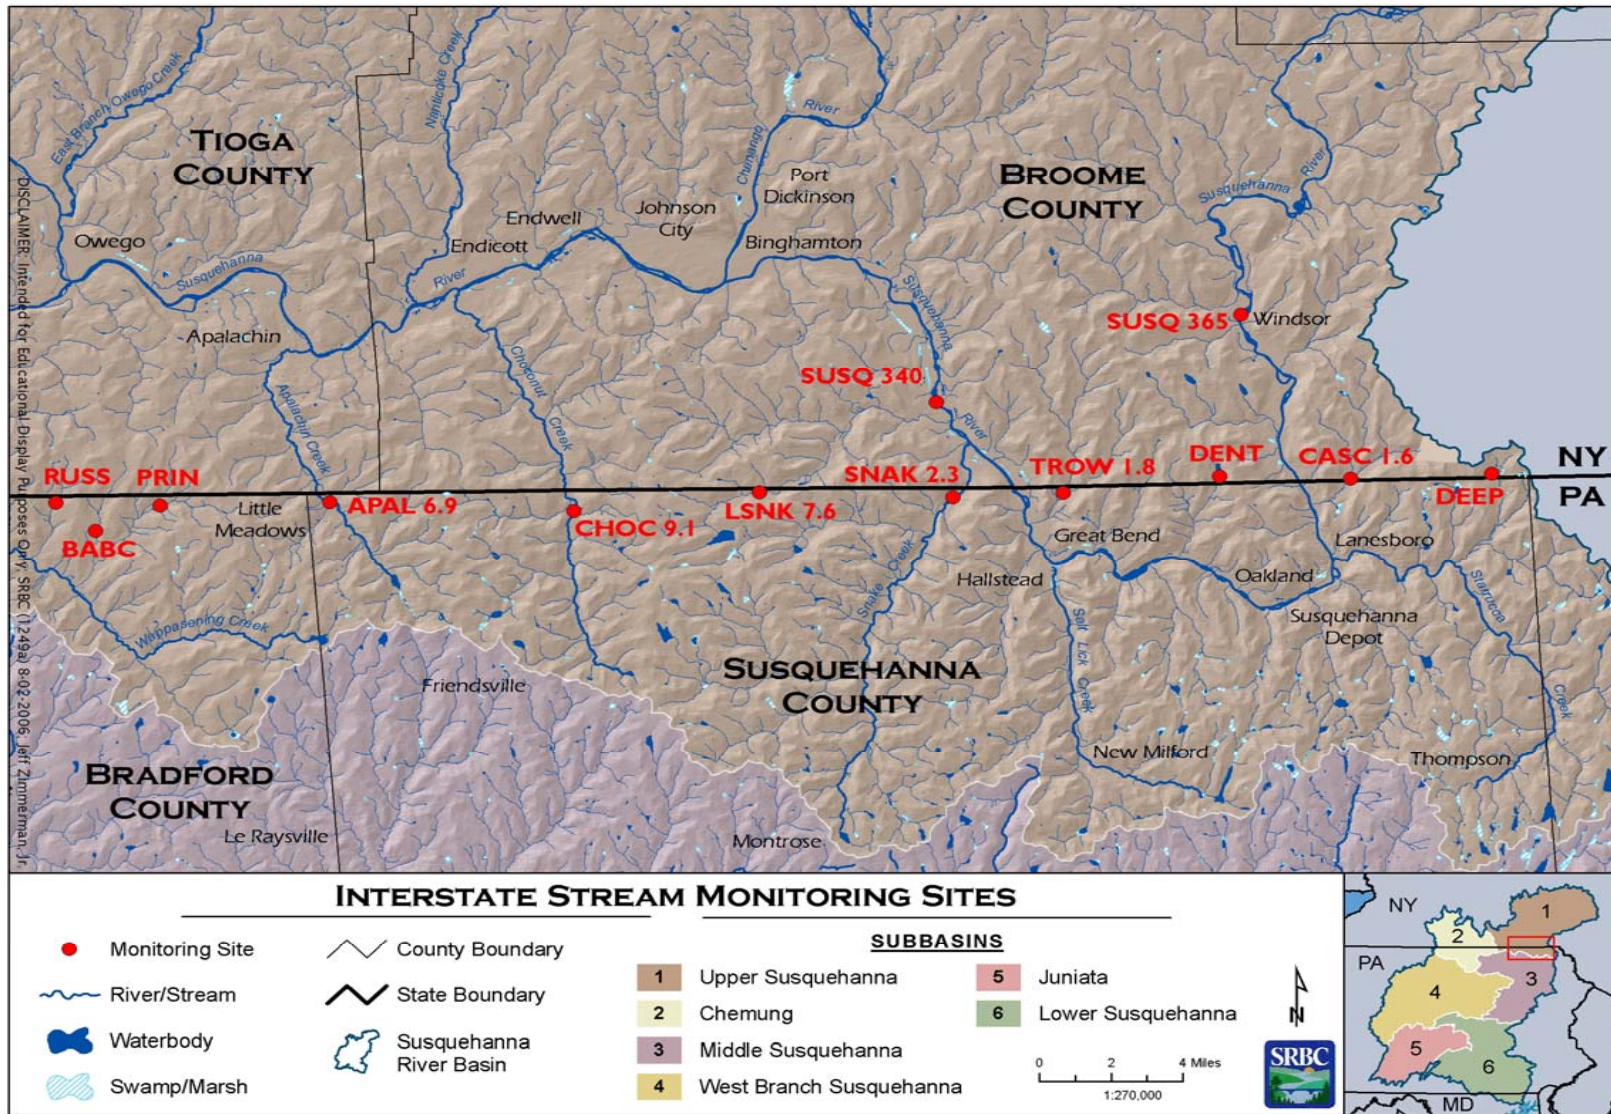 East Branch Owego Creek
Nanticoke Creek
TIOGA
COUNTY
Chenango
River
Port
Dickinson
BROOME
COUNTY
Susquehanna
River
Owego
Endwell
Endicott
Johnson
City
Binghamton
Susquehanna
River
Apalachin
Susquehanna
River
SUSQ 365
Windsor
SUSQ 340
Apalachin Creek
Choconut
Creek
RUSS
PRIN
BABC
Little
Meadows
APAL 6.9
CHOC 9.1
LSNK 7.6
SNAK 2.3
TROW 1.8
DENT
CASC 1.6
DEEP
NY
PA
Great Bend
Lanesboro
Hallstead
Oakland
Susquehanna
Depot
Starrucca
Creek
Snake Creek
Salt Lick Creek
Wappasening Creek
Friendsville
SUSQUEHANNA
COUNTY
New Milford
Thompson
BRADFORD
COUNTY
Le Raysville
Montrose
DISCLAIMER: Intended for Educational Display Purposes Only, SRBC (1249a) 8-02-2006; Jeff Zimmerman, Jr.
INTERSTATE STREAM MONITORING SITES
Monitoring Site
River/Stream
Waterbody
Swamp/Marsh
County Boundary
State Boundary
Susquehanna
River Basin
SUBBASINS
1 Upper Susquehanna
2 Chemung
3 Middle Susquehanna
4 West Branch Susquehanna
5 Juniata
6 Lower Susquehanna
N
0 2 4 Miles
1:270,000
SRBC
NY
PA
MD
1
2
3
4
5
6